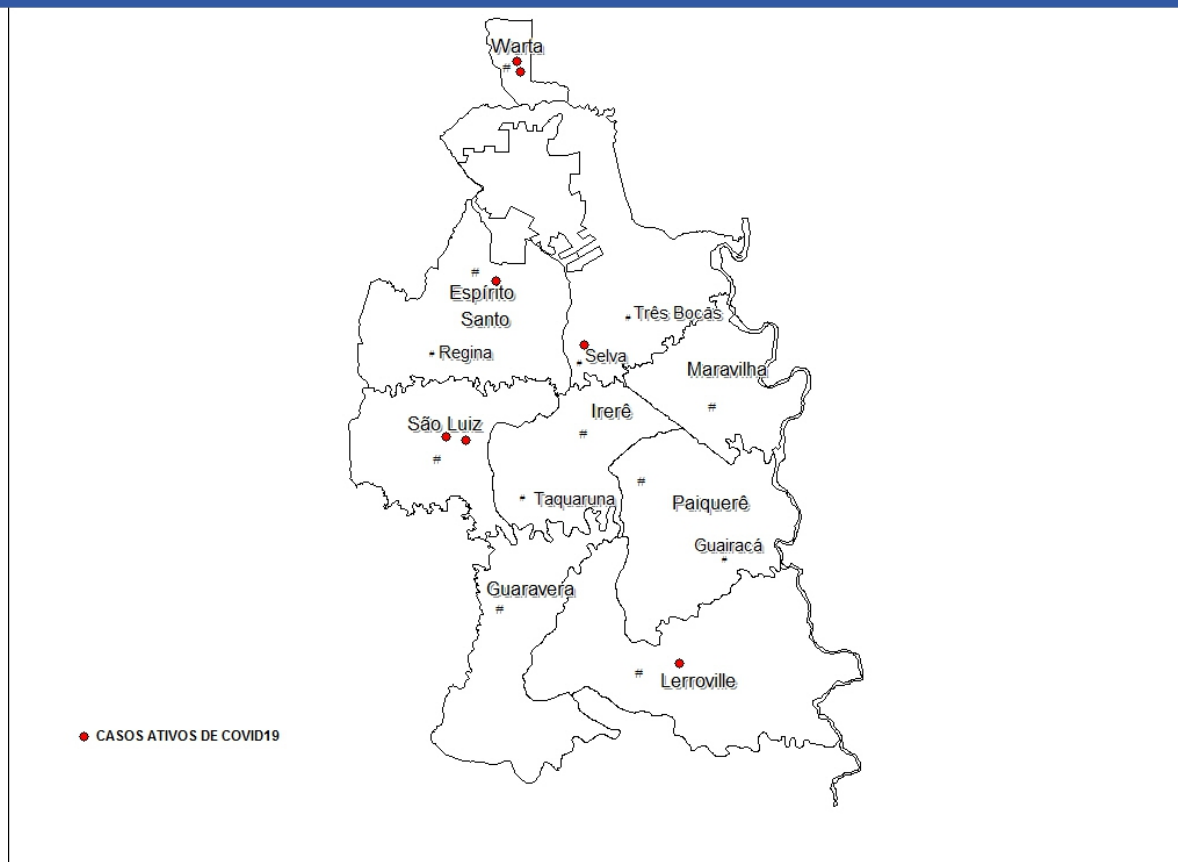 Warta
#
#
Espírito
Santo
Três Bocas
Regina
Selva
Maravilha
Irerê
#
São Luiz
#
#
#
Taquaruna
Paiquerê
Guairacá
Guaravera
#
#
Lerroville
CASOS ATIVOS DE COVID19